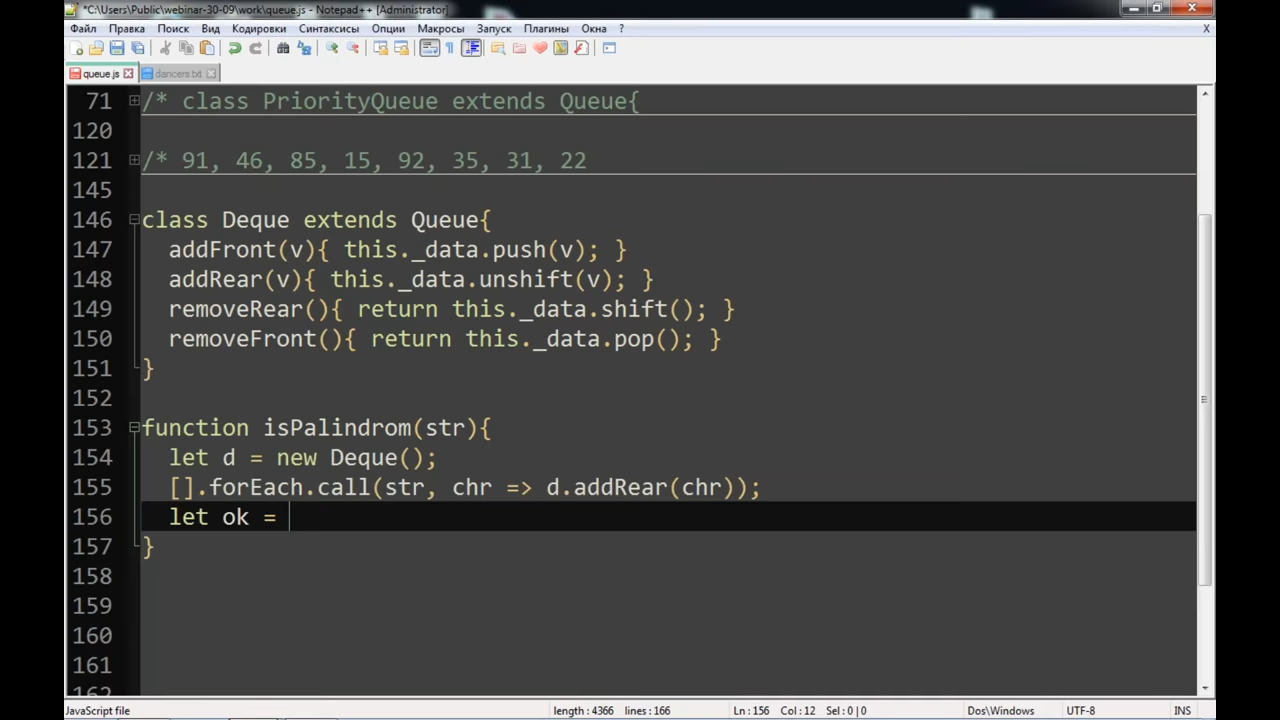 *C:\Users\Public\webinar-30-09\work\queue.js - Notepad++ [Administrator]
Файл Правка Поиск Вид Кодировки Синтаксисы Опции Макросы Запуск Плагины Окна ? X
queue.js dancers.txt
71 /* class PriorityQueue extends Queue{
120
121 /* 91, 46, 85, 15, 92, 35, 31, 22
145
146 class Deque extends Queue{
147 addFront(v){ this._data.push(v); }
148 addRear(v){ this._data.unshift(v); }
149 removeRear(){ return this._data.shift(); }
150 removeFront(){ return this._data.pop(); }
151 }
152
153 function isPalindrom(str){
154 let d = new Deque();
155 [].forEach.call(str, chr => d.addRear(chr));
156 let ok =
157 }
158
159
160
161
162
JavaScript file length : 4366 lines : 166 Ln : 156 Col : 12 Sel : 0 | 0 Dos\Windows UTF-8 INS